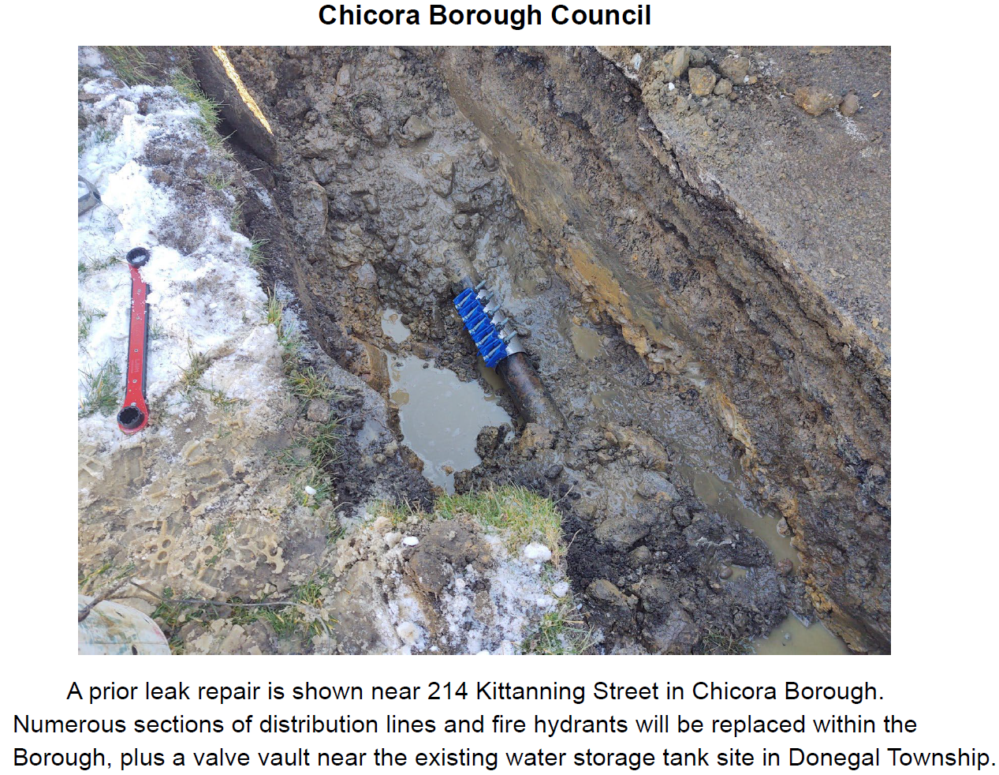 Chicora Borough Council
A prior leak repair is shown near 214 Kittanning Street in Chicora Borough.
Numerous sections of distribution lines and fire hydrants will be replaced within the
Borough, plus a valve vault near the existing water storage tank site in Donegal Township.